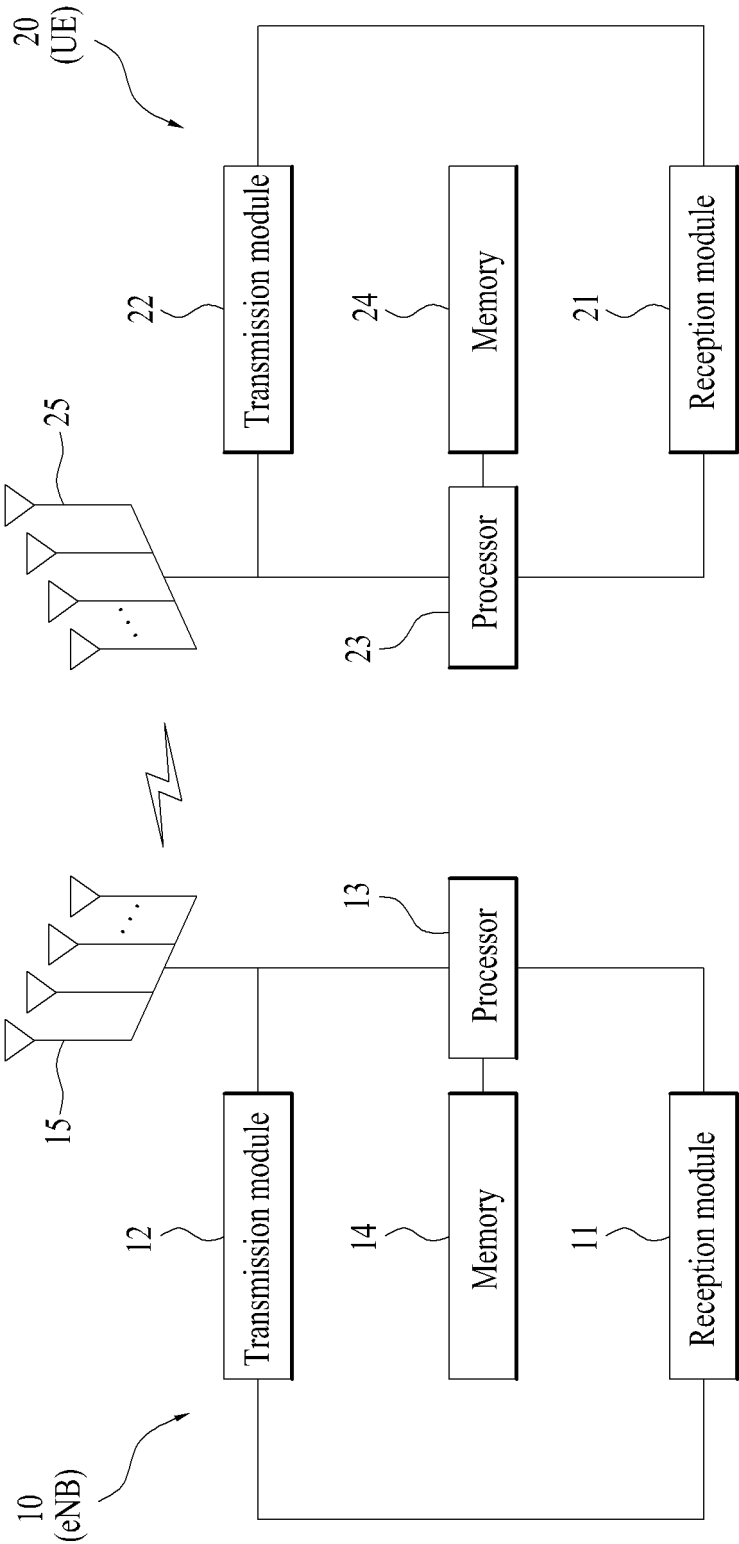 10
(eNB)
15
20
(UE)
25
12
Transmission module
22
Transmission module
13
14
Memory
Processor
23
Processor
24
Memory
11
Reception module
21
Reception module